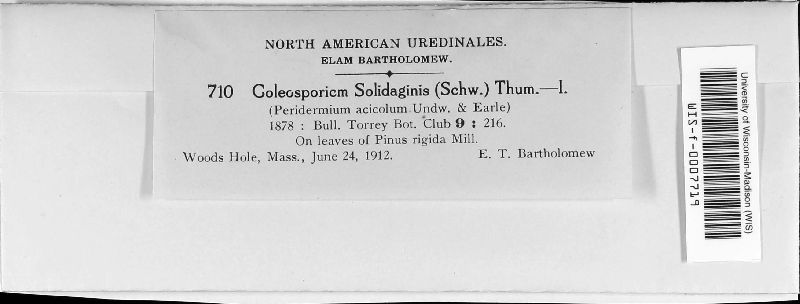 NORTH AMERICAN UREDINALES.
ELAM BARTHOLOMEW.
710 Coleosporicm Solidaginis (Schw.) Thum.—I.
(Peridermium acicolum Undw. & Earle)
1878 : Bull. Torrey Bot. Club 9 : 216.
On leaves of Pinus rigida Mill.
Woods Hole, Mass., June 24, 1912. E. T. Bartholomew
University of Wisconsin-Madison (WIS)
WIS-f-0007719